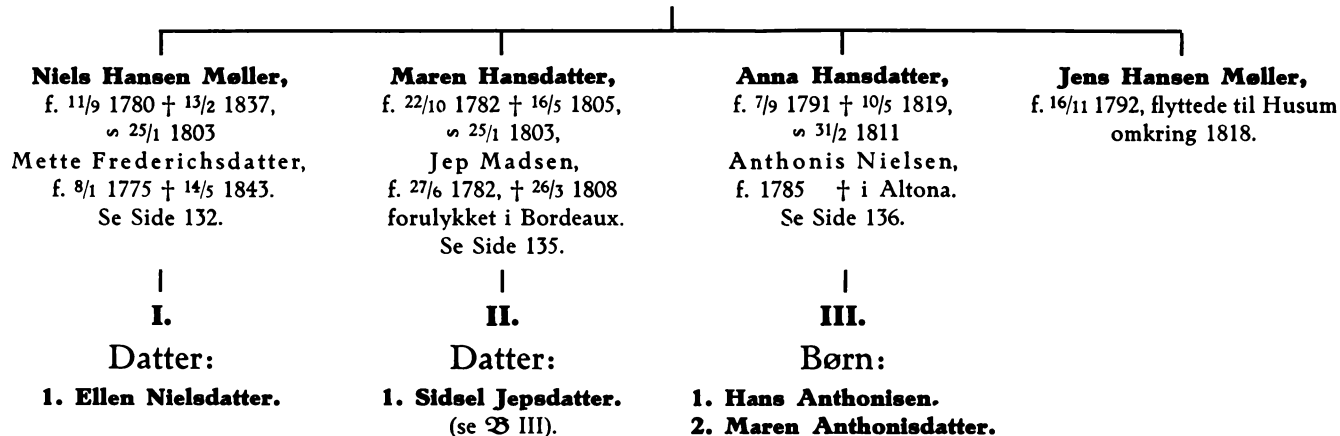 Niels Hansen Møller,
f. 11/9 1780 † 13/2 1837,
∽ 25/1 1803
Mette Frederichsdatter,
f. 8/1 1775 † 14/5 1843.
Se Side 132.
I.
Datter:
1. Ellen Nielsdatter.
Maren Hansdatter,
f. 22/10 1782 † 16/5 1805,
∽ 25/1 1803,
Jep Madsen,
f. 27/6 1782, † 26/3 1808
forulykket i Bordeaux.
Se Side 135.
II.
Datter:
1. Sidsel Jepsdatter.
(se B III).
Anna Hansdatter,
f. 7/9 1791 † 10/5 1819,
∽ 31/2 1811
Anthonis Nielsen,
f. 1785 † i Altona.
Se Side 136.
III.
Børn:
1. Hans Anthonisen.
2. Maren Anthonisdatter.
Jens Hansen Møller,
f. 16/11 1792, flyttede til Husum
omkring 1818.